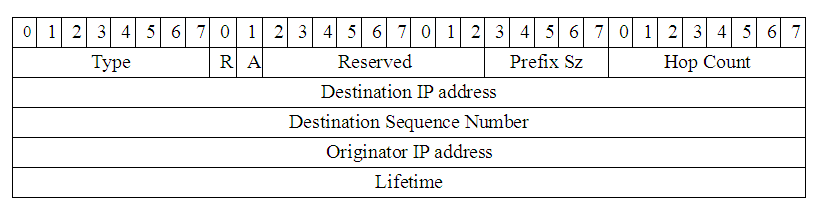 0 1 2 3 4 5 6 7 0 1 2 3 4 5 6 7 0 1 2 3 4 5 6 7 0 1 2 3 4 5 6 7
Type R A Reserved Prefix Sz Hop Count
Destination IP address
Destination Sequence Number
Originator IP address
Lifetime